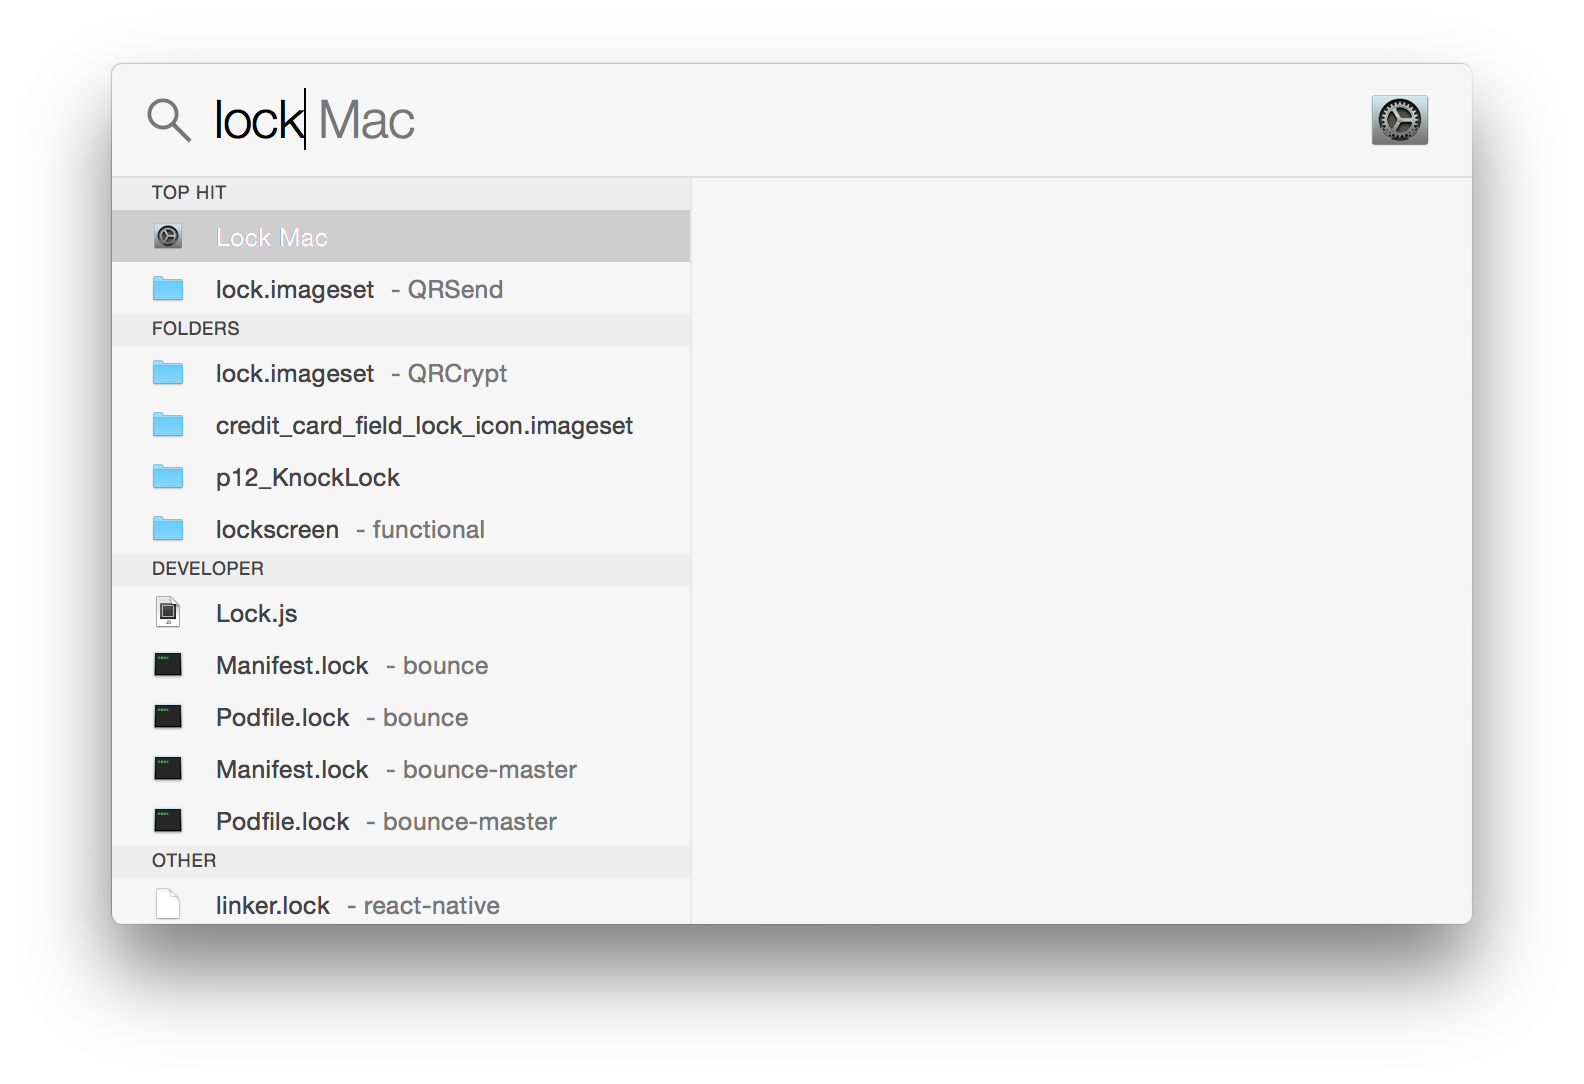 lock Mac
TOP HIT
Lock Mac
lock.imageset - QRSend
FOLDERS
lock.imageset - QRCrypt
credit_card_field_lock_icon.imageset
p12_KnockLock
lockscreen - functional
DEVELOPER
Lock.js
Manifest.lock - bounce
Podfile.lock - bounce
Manifest.lock - bounce-master
Podfile.lock - bounce-master
OTHER
linker.lock - react-native